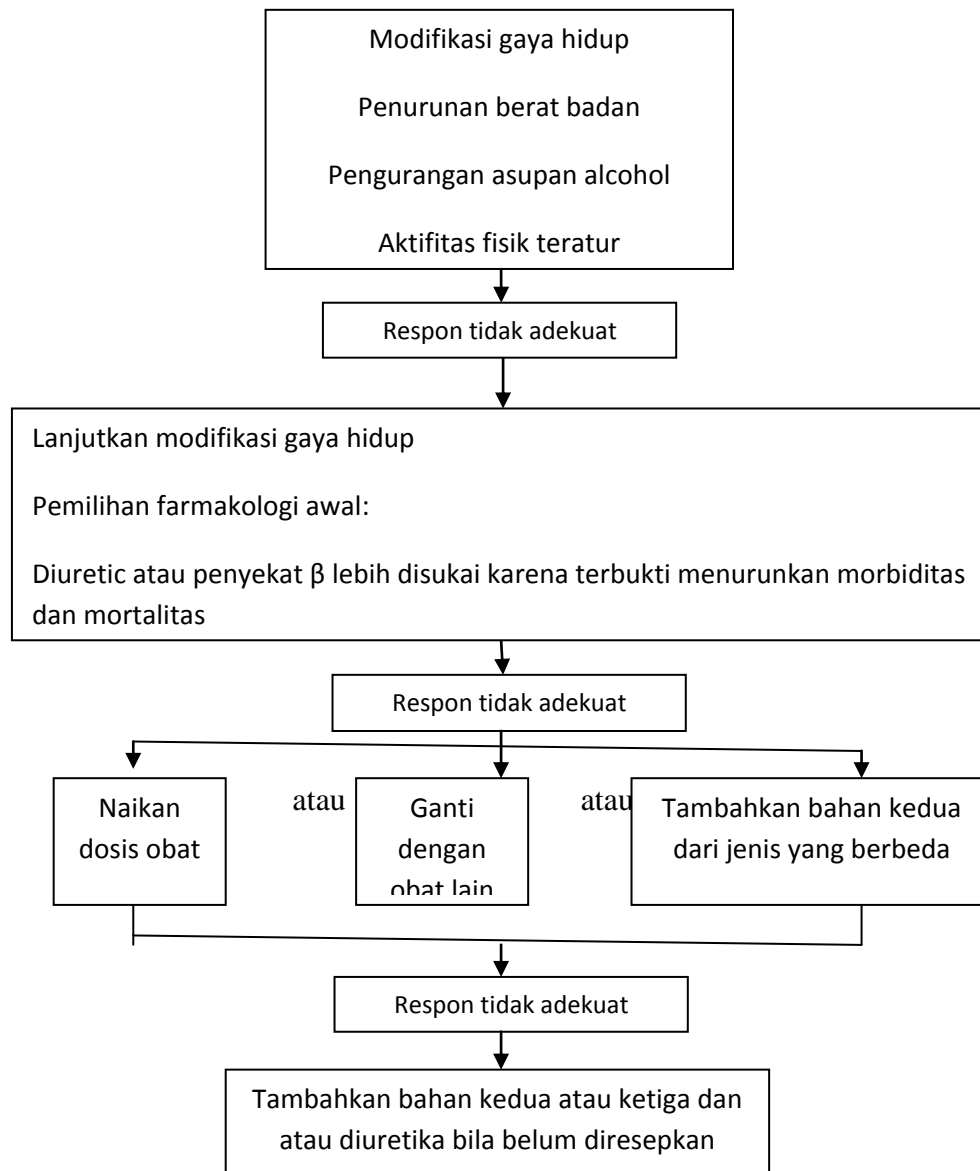 Modifikasi gaya hidup
Penurunan berat badan
Pengurangan asupan alcohol
Aktifitas fisik teratur
Respon tidak adekuat
Lanjutkan modifikasi gaya hidup
Pemilihan farmakologi awal:
Diuretic atau penyekat β lebih disukai karena terbukti menurunkan morbiditas
dan mortalitas
Respon tidak adekuat
Naikan
dosis obat
atau
Ganti
dengan
obat lain
atau
Tambahkan bahan kedua
dari jenis yang berbeda
Respon tidak adekuat
Tambahkan bahan kedua atau ketiga dan
atau diuretika bila belum diresepkan